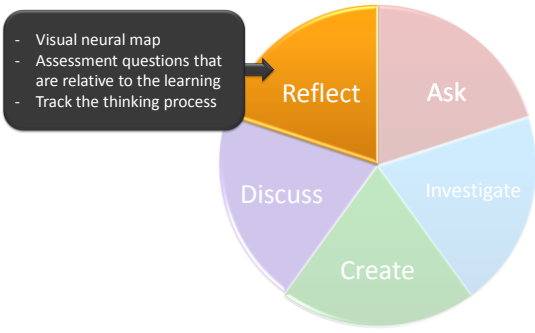 - Visual neural map
- Assessment questions that
are relative to the learning
- Track the thinking process
Reflect
Ask
Discuss
Investigate
Create